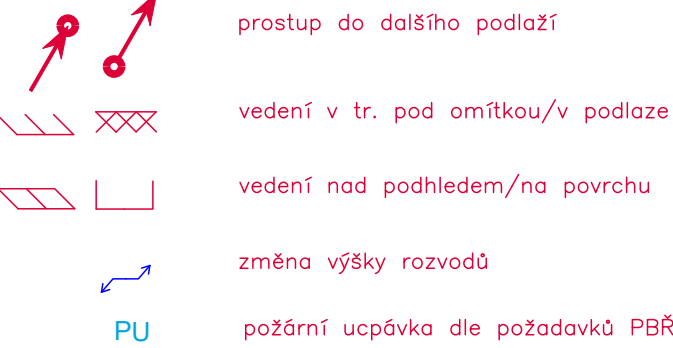 prostup do dalšího podlaží
vedení v tr. pod omítkou/v podlaze
vedení nad podhledem/na povrchu
změna výšky rozvodů
PU požární ucpávka dle požadavků PBŘ